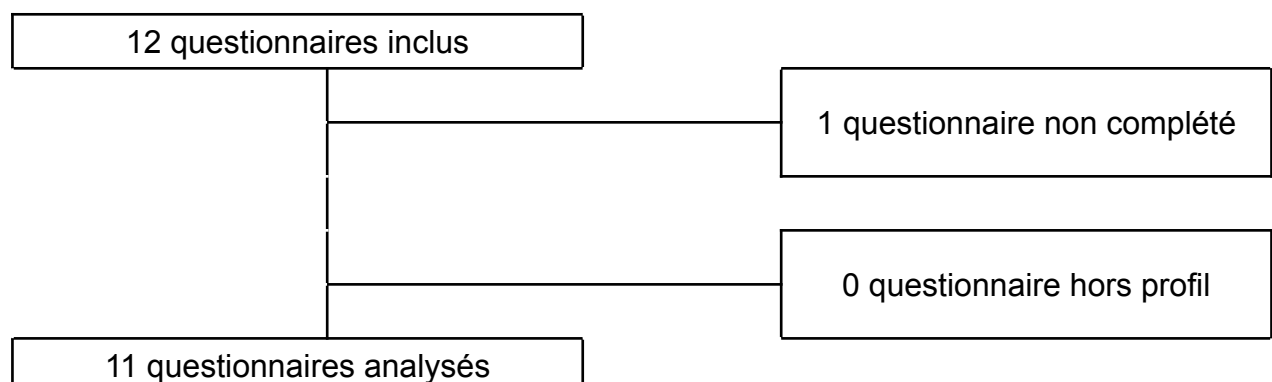 12 questionnaires inclus
1 questionnaire non complété
0 questionnaire hors profil
11 questionnaires analysés